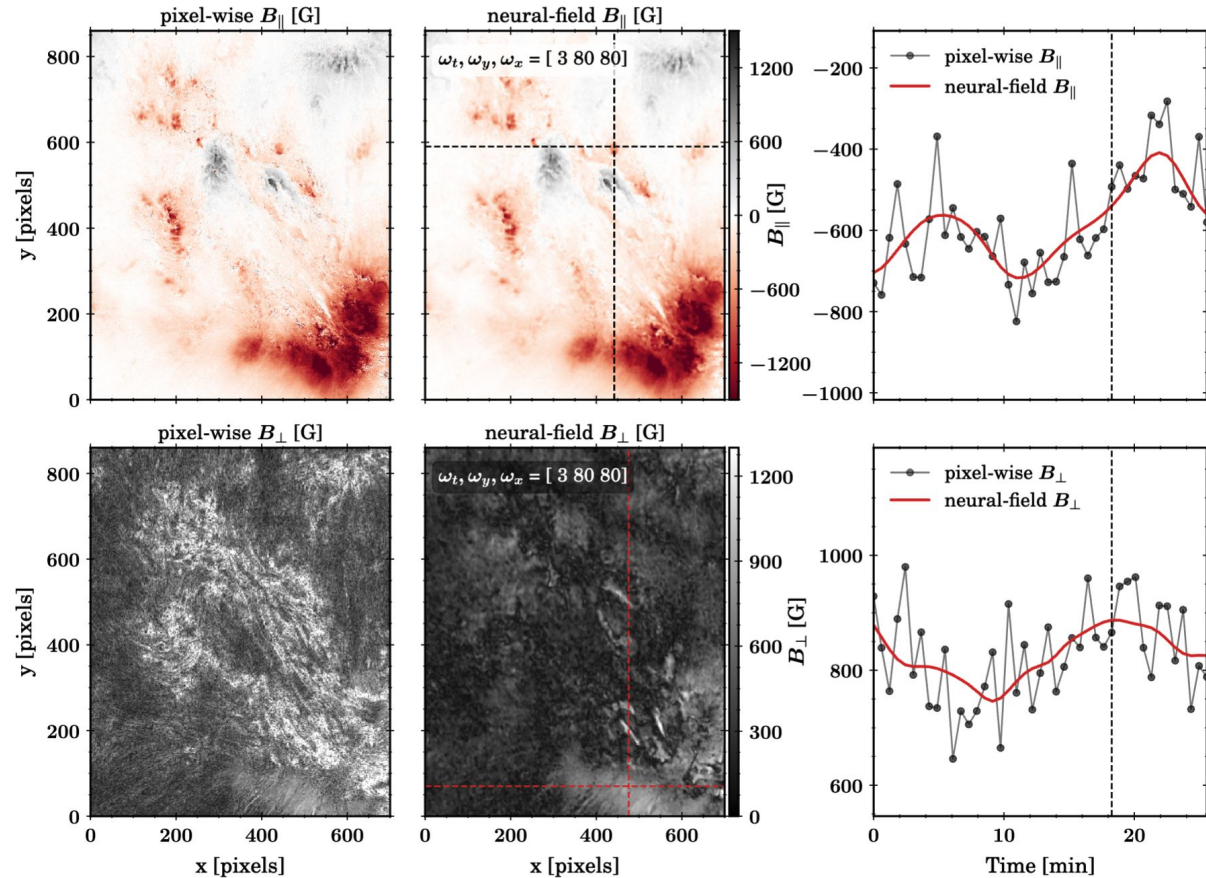 pixel-wise B∥ [G]
neural-field B∥ [G]
ωt, ωy, ωx = [ 3 80 80]
y [pixels]
800
600
400
200
0
B∥ [G]
1200
600
0
−600
−1200
pixel-wise B∥
neural-field B∥
−200
−400
−600
−800
−1000
pixel-wise B⊥ [G]
neural-field B⊥ [G]
ωt, ωy, ωx = [ 3 80 80]
y [pixels]
800
600
400
200
0
0 200 400 600
x [pixels]
0 200 400 600
x [pixels]
B⊥ [G]
1200
900
600
300
0
pixel-wise B⊥
neural-field B⊥
1000
800
600
0 10 20
Time [min]